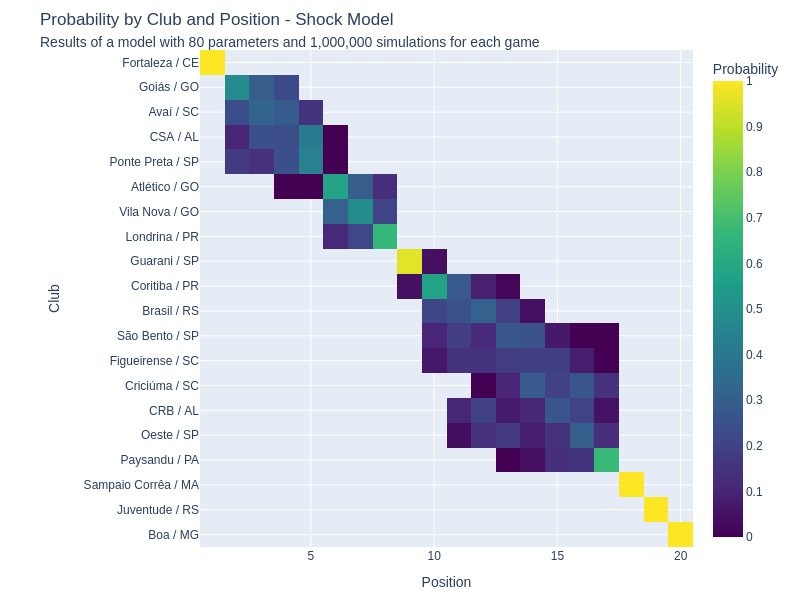 Probability by Club and Position - Shock Model
Results of a model with 80 parameters and 1,000,000 simulations for each game
Probability
Fortaleza / CE
Goiás / GO
Avaí / SC
CSA / AL
Ponte Preta / SP
Atlético / GO
Vila Nova / GO
Londrina / PR
Guarani / SP
Coritiba / PR
Brasil / RS
São Bento / SP
Figueirense / SC
Criciúma / SC
CRB / AL
Oeste / SP
Paysandu / PA
Sampaio Corrêa / MA
Juventude / RS
Boa / MG
Club
5
10
15
20
Position
1
0.9
0.8
0.7
0.6
0.5
0.4
0.3
0.2
0.1
0